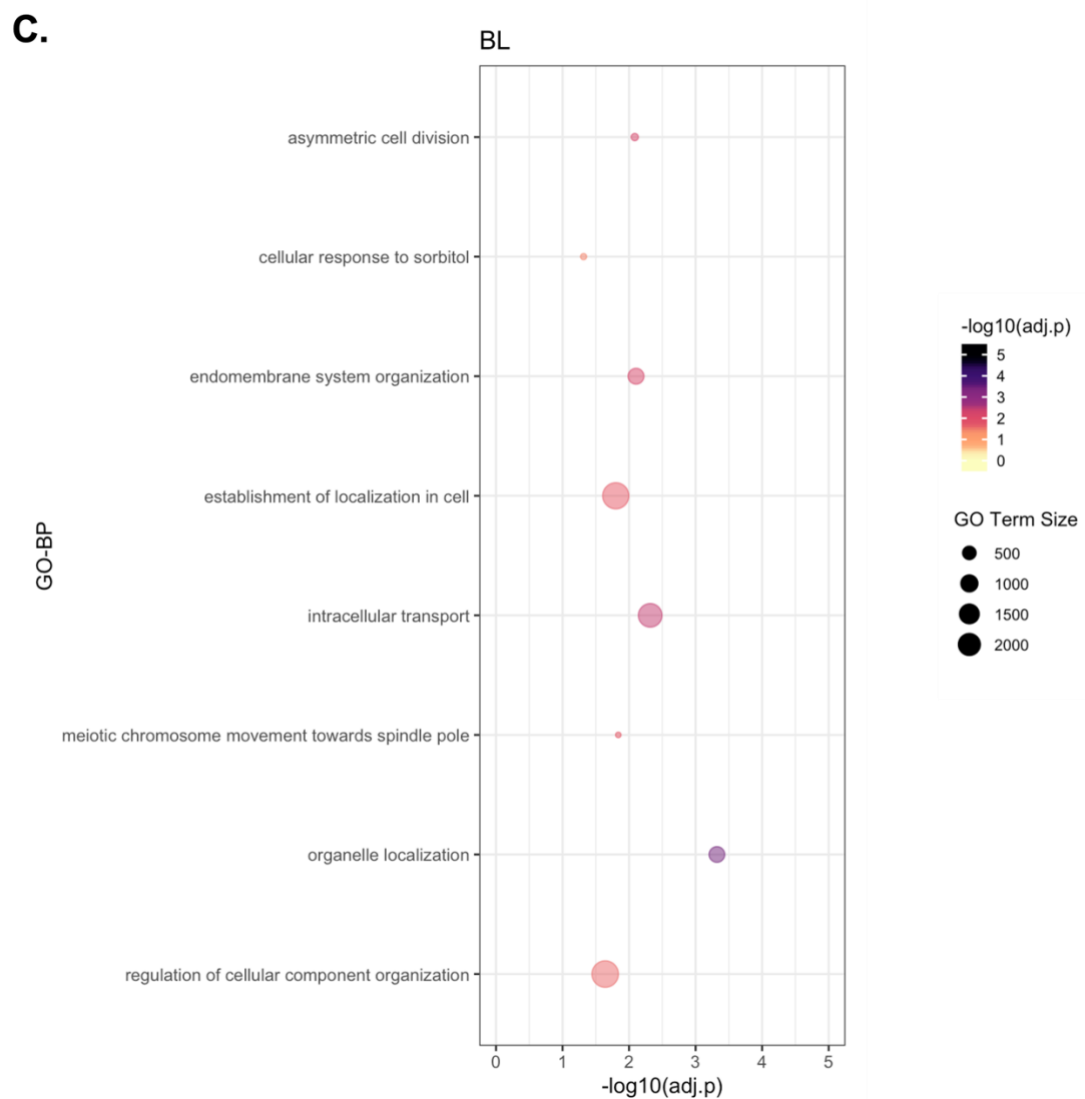 C.
BL
asymmetric cell division
cellular response to sorbitol
endomembrane system organization
establishment of localization in cell
intracellular transport
meiotic chromosome movement towards spindle pole
organelle localization
regulation of cellular component organization
GO-BP
0 1 2 3 4 5
-log10(adj.p)
-log10(adj.p)
5
4
3
2
1
0
GO Term Size
500
1000
1500
2000